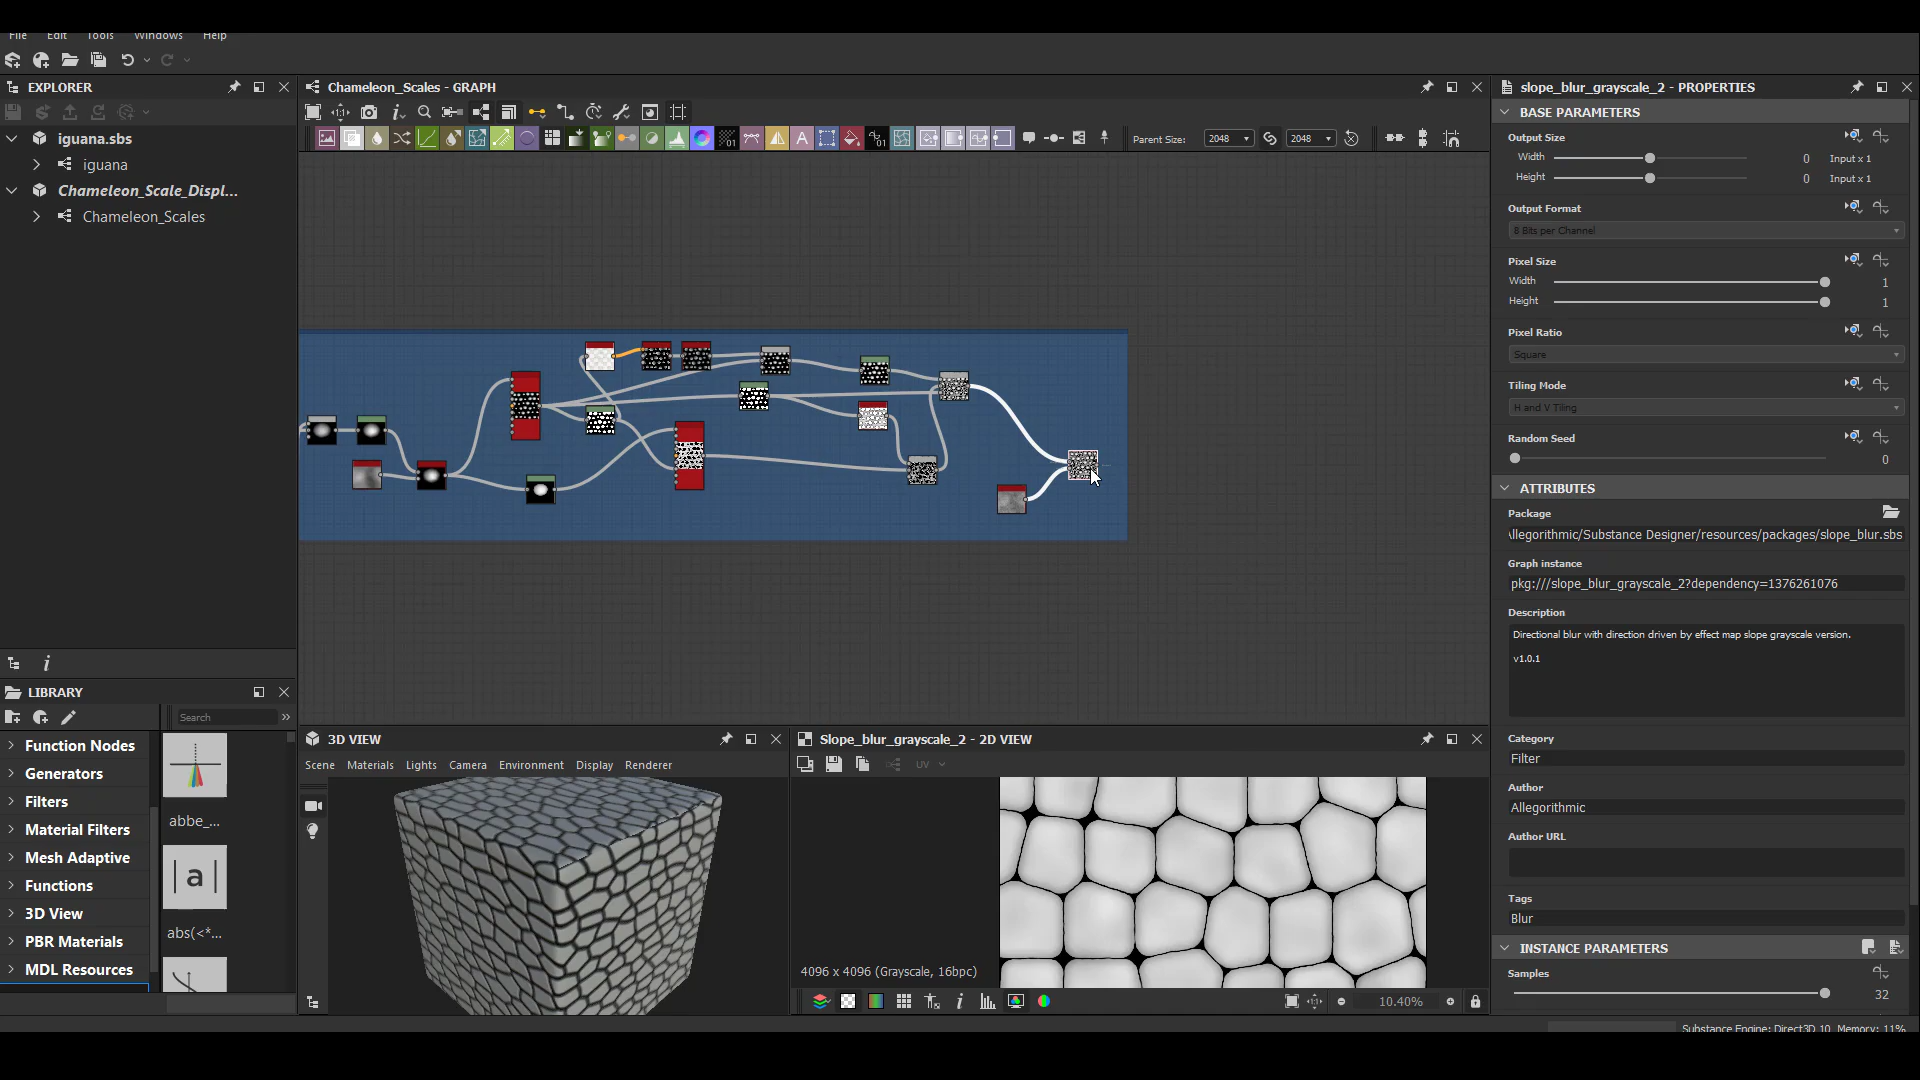 File Edit Tools Windows Help
EXPLORER
iguana.sbs
iguana
Chameleon_Scale_Displ...
Chameleon_Scales
LIBRARY
Search
Function Nodes
Generators
Filters
Material Filters
Mesh Adaptive
Functions
3D View
PBR Materials
MDL Resources
abbe_...
|a|
abs(<*...
Chameleon_Scales - GRAPH
Parent Size: 2048 2048
3D VIEW
Scene Materials Lights Camera Environment Display Renderer
Slope_blur_grayscale_2 - 2D VIEW
UV
4096 x 4096 (Grayscale, 16bpc)
10.40%
slope_blur_grayscale_2 - PROPERTIES
BASE PARAMETERS
Output Size
Width 0 Input x 1
Height 0 Input x 1
Output Format
8 Bits per Channel
Pixel Size
Width 1
Height 1
Pixel Ratio
Square
Tiling Mode
H and V Tiling
Random Seed
0
ATTRIBUTES
Package
llegorithmic/Substance Designer/resources/packages/slope_blur.sbs
Graph instance
pkg:///slope_blur_grayscale_2?dependency=1376261076
Description
Directional blur with direction driven by effect map slope grayscale version.
v1.0.1
Category
Filter
Author
Allegorithmic
Author URL
Tags
Blur
INSTANCE PARAMETERS
Samples
32
Substance Engine: Direct3D 10 Memory: 11%